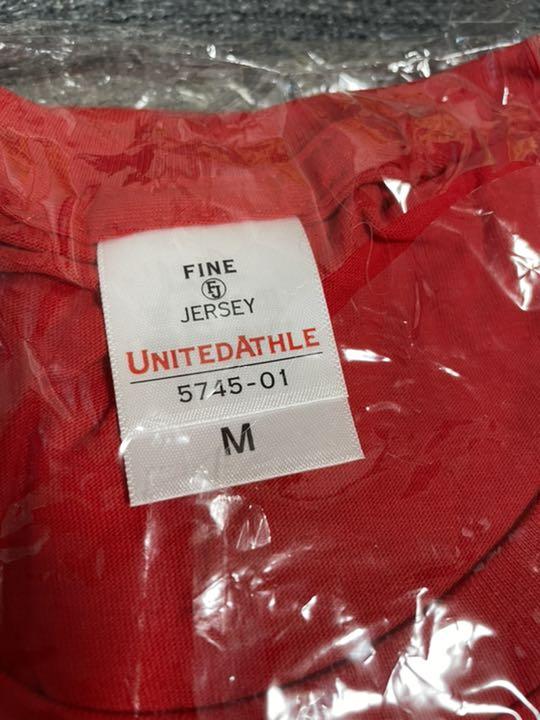 FINE
FJ
JERSEY
UNITEDATHLE
5745-01
M